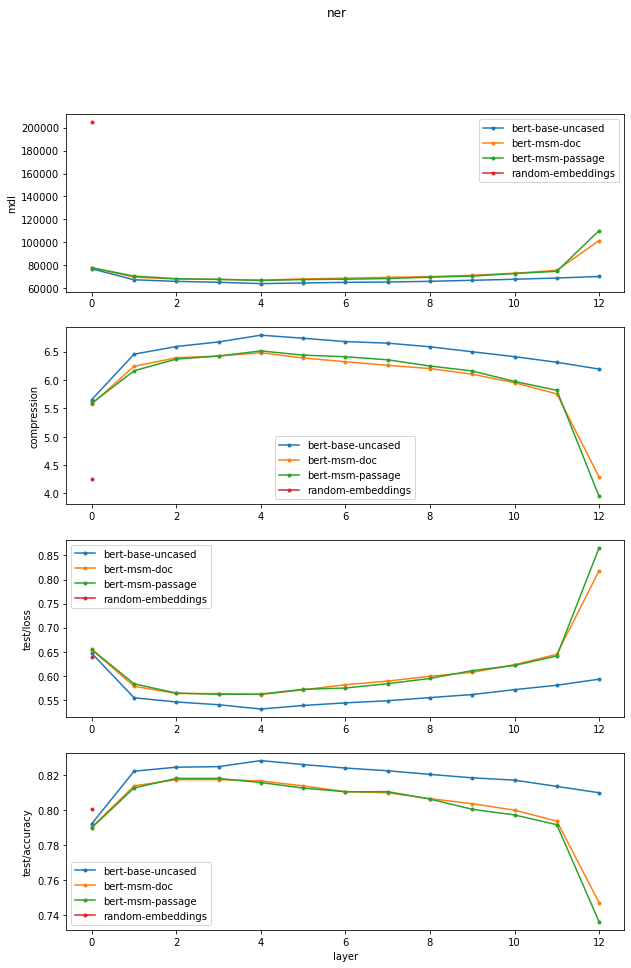 ner
200000
180000
160000
140000
120000
100000
80000
60000
mdl
bert-base-uncased
bert-msm-doc
bert-msm-passage
random-embeddings
0 2 4 6 8 10 12
6.5
6.0
5.5
5.0
4.5
4.0
compression
bert-base-uncased
bert-msm-doc
bert-msm-passage
random-embeddings
0 2 4 6 8 10 12
0.85
0.80
0.75
0.70
0.65
0.60
0.55
test/loss
bert-base-uncased
bert-msm-doc
bert-msm-passage
random-embeddings
0 2 4 6 8 10 12
0.82
0.80
0.78
0.76
0.74
test/accuracy
bert-base-uncased
bert-msm-doc
bert-msm-passage
random-embeddings
0 2 4 6 8 10 12
layer